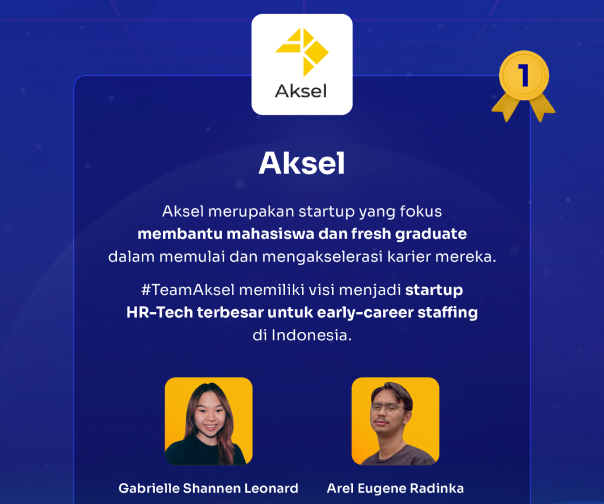 Aksel
1
Aksel
Aksel merupakan startup yang fokus
membantu mahasiswa dan fresh graduate
dalam memulai dan mengakselerasi karier mereka.
#TeamAksel memiliki visi menjadi startup
HR-Tech terbesar untuk early-career staffing
di Indonesia.
Gabrielle Shannen Leonard
Arel Eugene Radinka